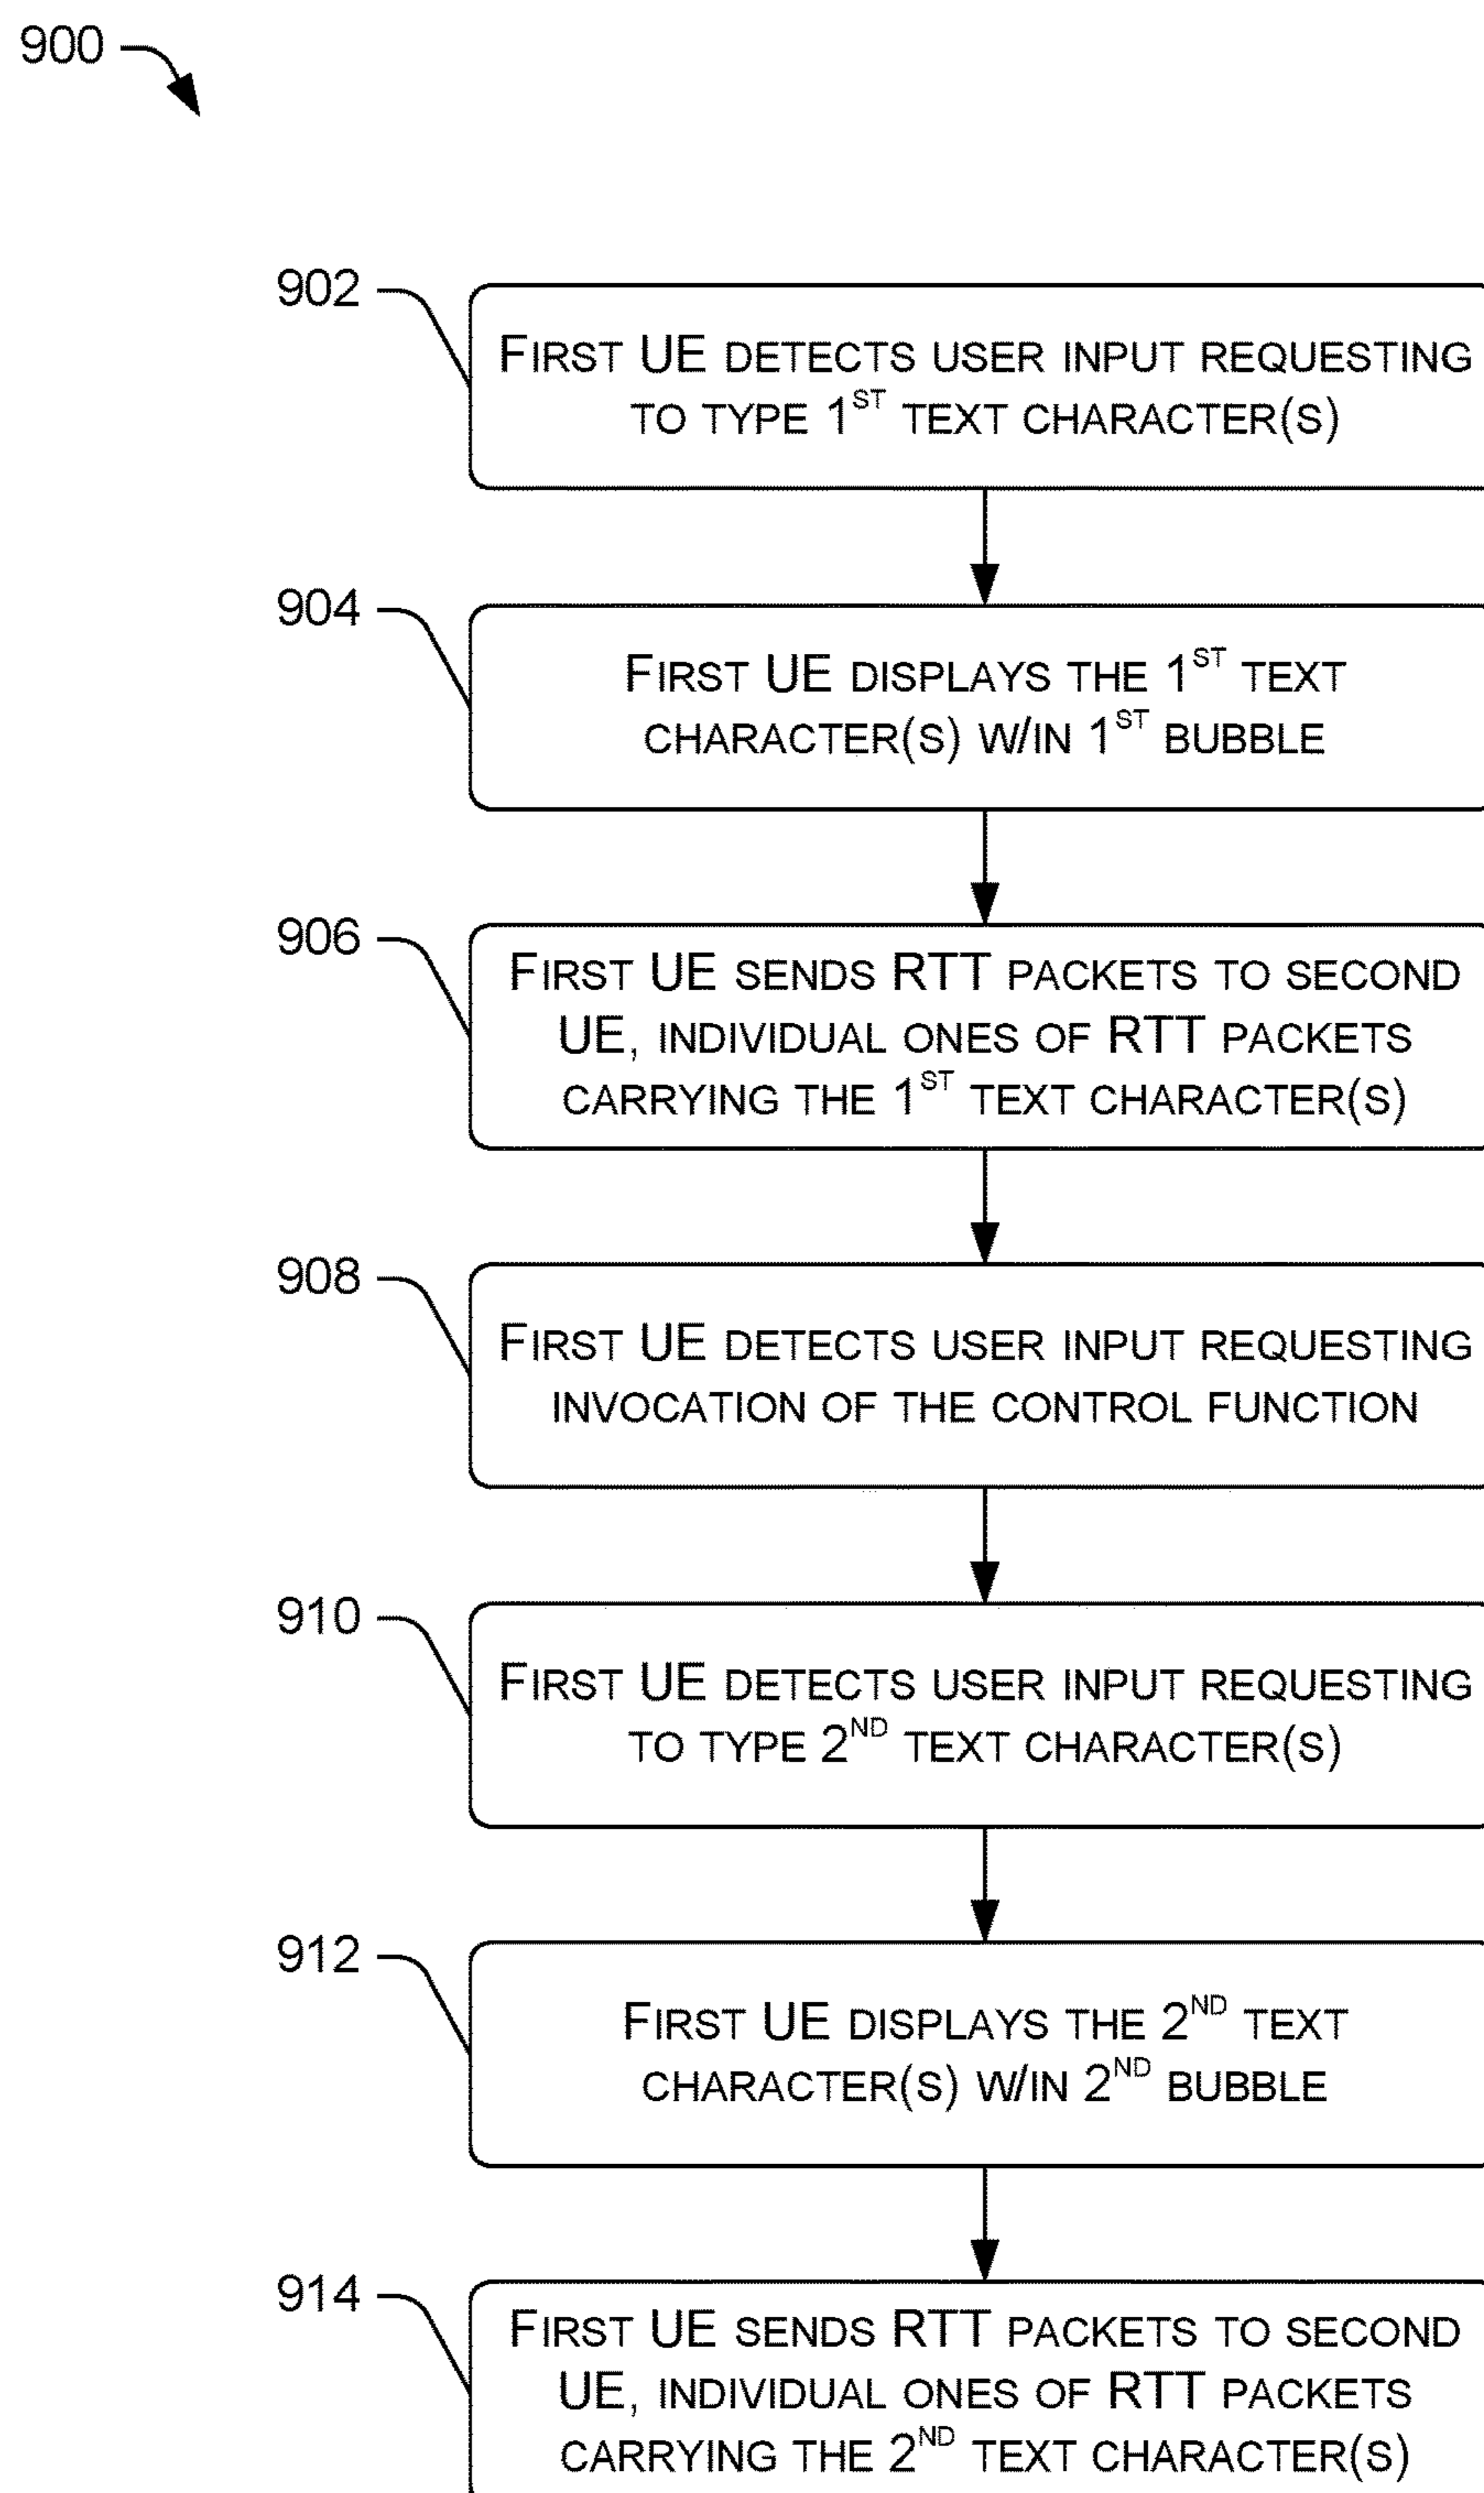 900
902
FIRST UE DETECTS USER INPUT REQUESTING
TO TYPE 1ST TEXT CHARACTER(S)
904
FIRST UE DISPLAYS THE 1ST TEXT
CHARACTER(S) W/IN 1ST BUBBLE
906
FIRST UE SENDS RTT PACKETS TO SECOND
UE, INDIVIDUAL ONES OF RTT PACKETS
CARRYING THE 1ST TEXT CHARACTER(S)
908
FIRST UE DETECTS USER INPUT REQUESTING
INVOCATION OF THE CONTROL FUNCTION
910
FIRST UE DETECTS USER INPUT REQUESTING
TO TYPE 2ND TEXT CHARACTER(S)
912
FIRST UE DISPLAYS THE 2ND TEXT
CHARACTER(S) W/IN 2ND BUBBLE
914
FIRST UE SENDS RTT PACKETS TO SECOND
UE, INDIVIDUAL ONES OF RTT PACKETS
CARRYING THE 2ND TEXT CHARACTER(S)